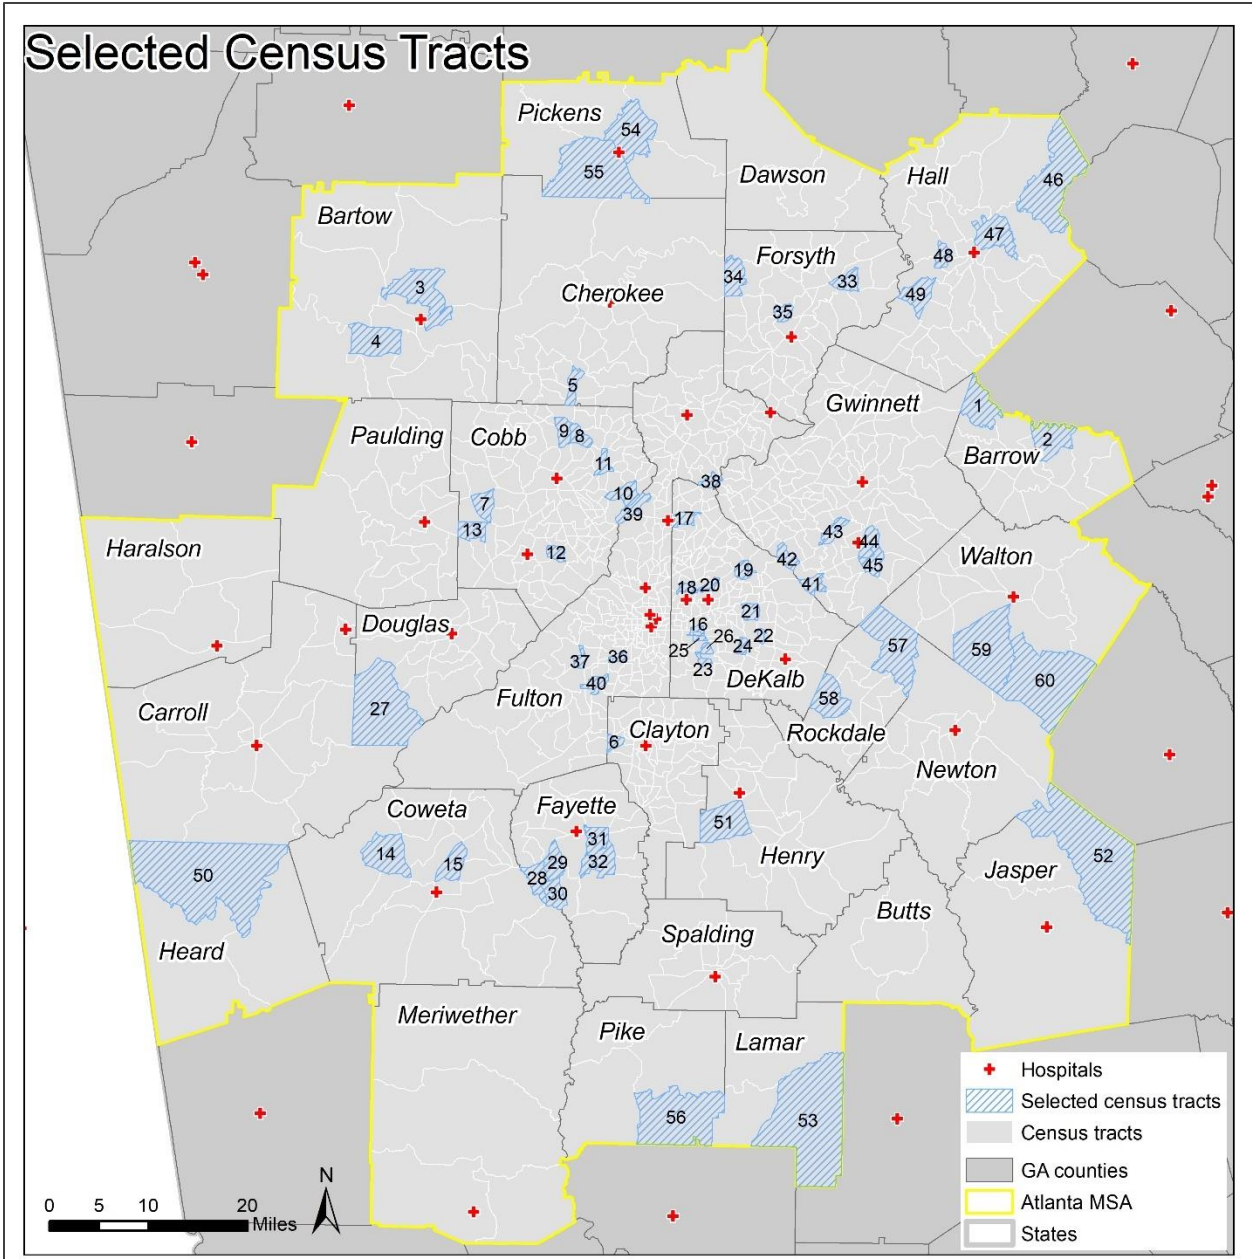 Selected Census Tracts
Pickens
54
55
Dawson
Hall
46
Bartow
47
48
Forsyth
34
33
49
3
Cherokee
35
4
5
Gwinnett
1
Paulding
Cobb
9
8
2
Barrow
11
38
10
7
39
17
13
43
44
Haralson
12
42
45
Walton
19
41
18
20
21
Douglas
16
26
22
25
24
57
59
37
36
23
DeKalb
60
40
Fulton
58
27
Carroll
Clayton
Rockdale
6
Newton
Coweta
Fayette
51
31
14
15
29
32
Henry
52
50
28
Jasper
30
Butts
Heard
Spalding
Meriwether
Pike
Lamar
56
53
Hospitals
Selected census tracts
Census tracts
GA counties
Atlanta MSA
States
N
0 5 10 20
Miles